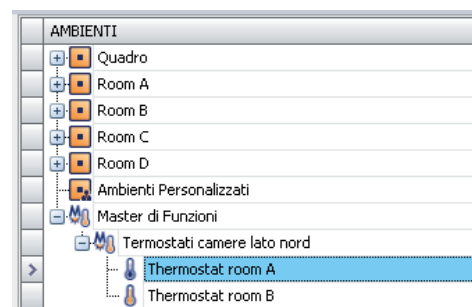 AMBIENTI
Quadro
Room A
Room B
Room C
Room D
Ambienti Personalizzati
Master di Funzioni
Termostati camere lato nord
Thermostat room A
Thermostat room B